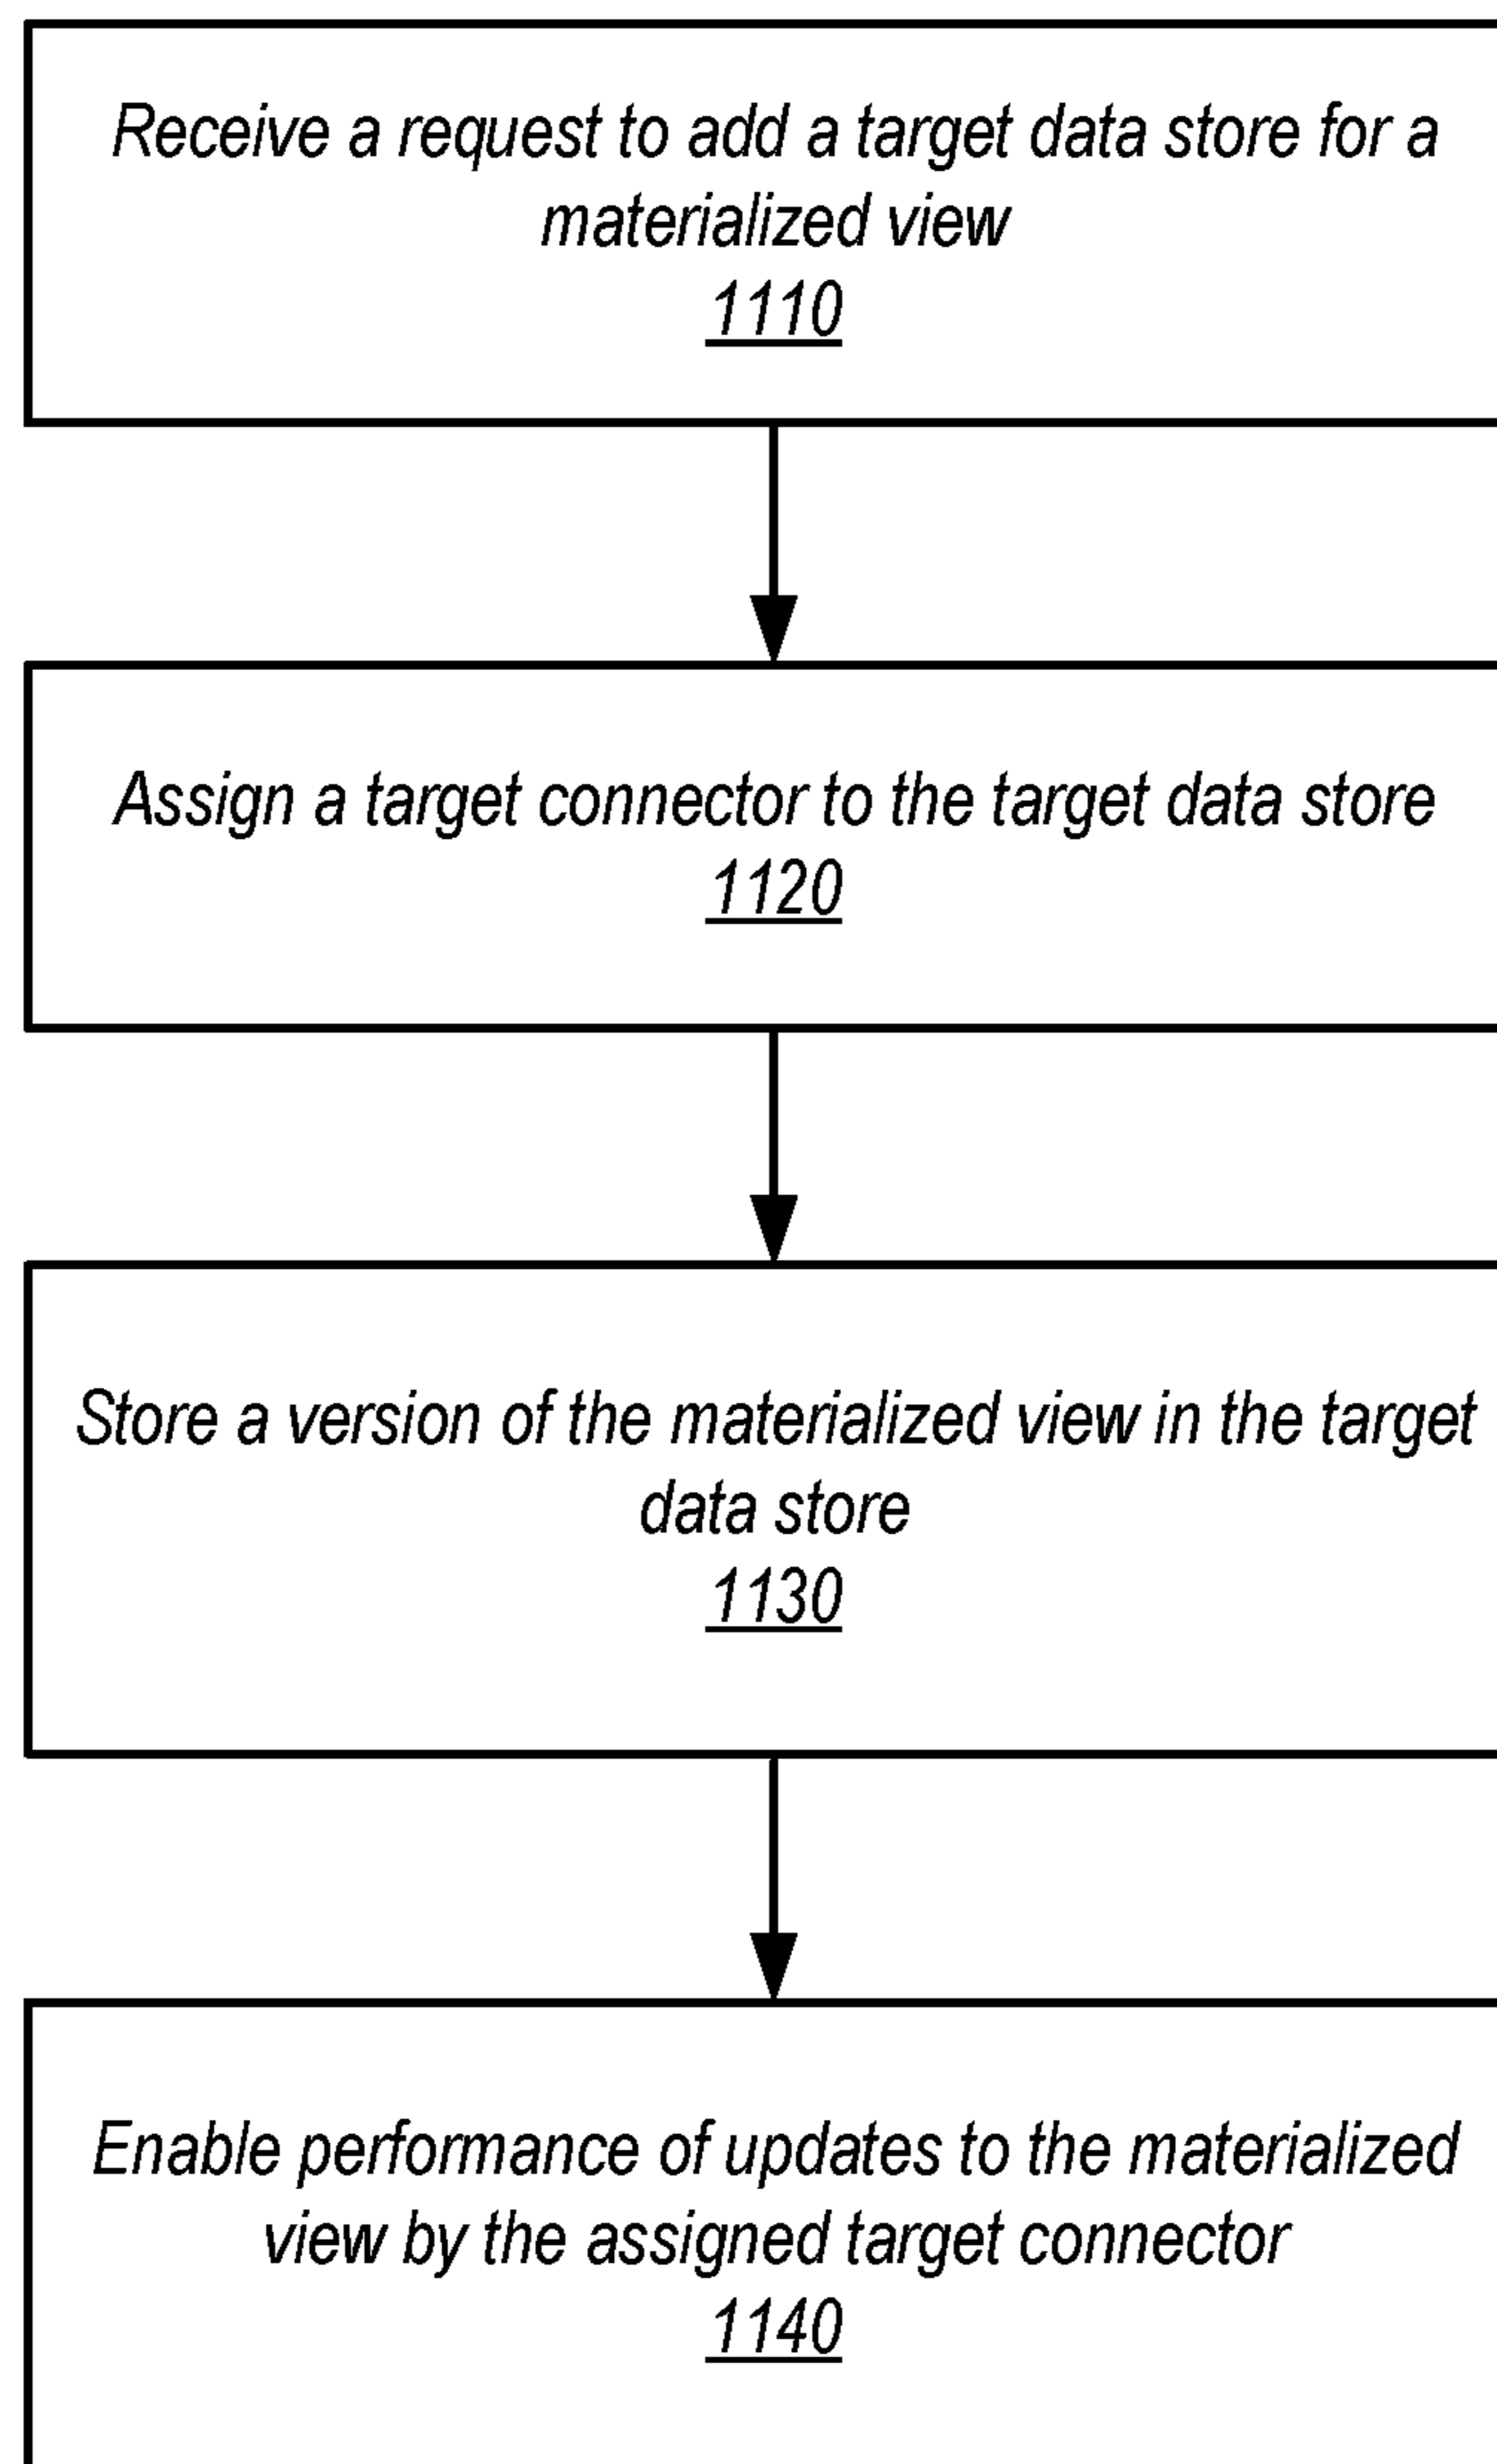 Receive a request to add a target data store for a
materialized view
1110
Assign a target connector to the target data store
1120
Store a version of the materialized view in the target
data store
1130
Enable performance of updates to the materialized
view by the assigned target connector
1140